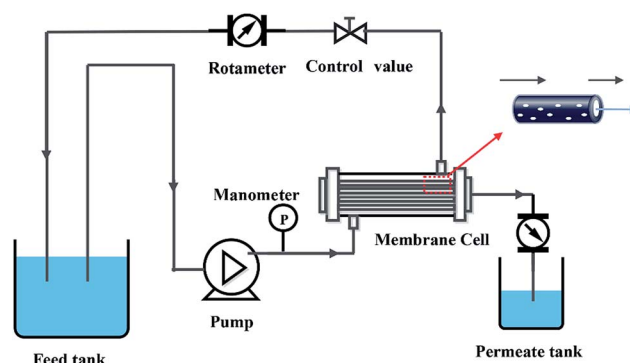 Rotameter
Control value
Manometer
P
Membrane Cell
Pump
Permeate tank
Feed tank